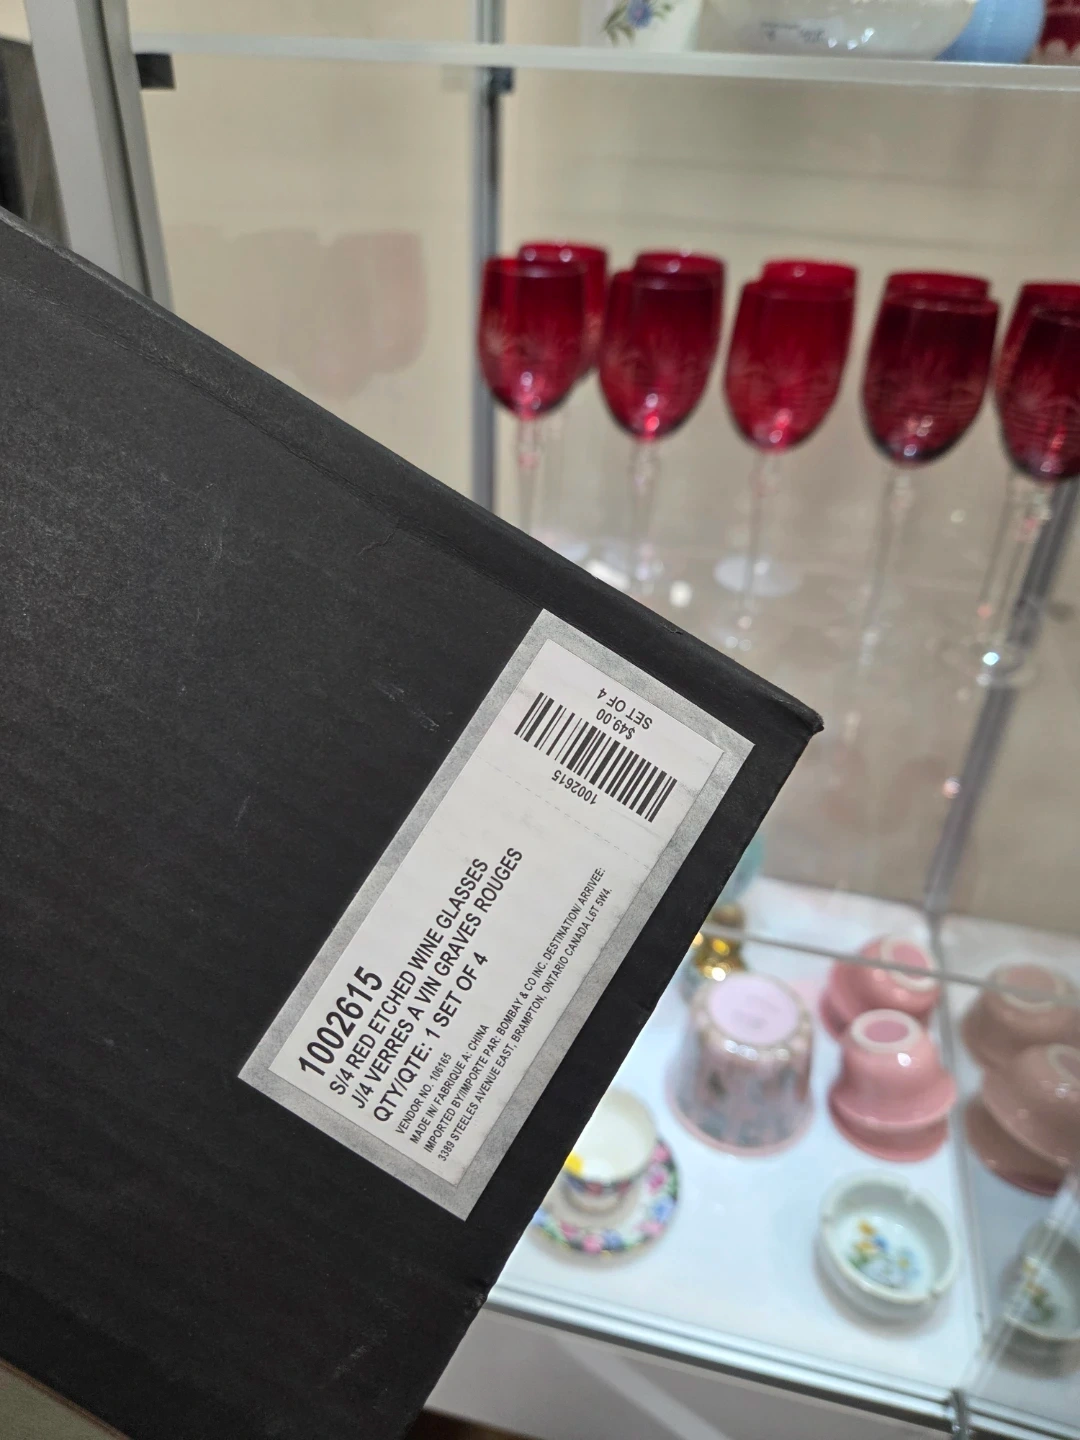 1002615
S/4 RED ETCHED WINE GLASSES
J/4 VERRES A VIN GRAVES ROUGES
QTY/QTE: 1 SET OF 4
VENDOR NO. 106165
MADE IN/ FABRIQUE A: CHINA
IMPORTED BY/IMPORTE PAR: BOMBAY & CO INC. DESTINATION/ ARRIVEE:
3389 STEELES AVENUE EAST, BRAMPTON, ONTARIO CANADA L6T 5W4.
1002615
$49.00
SET OF 4